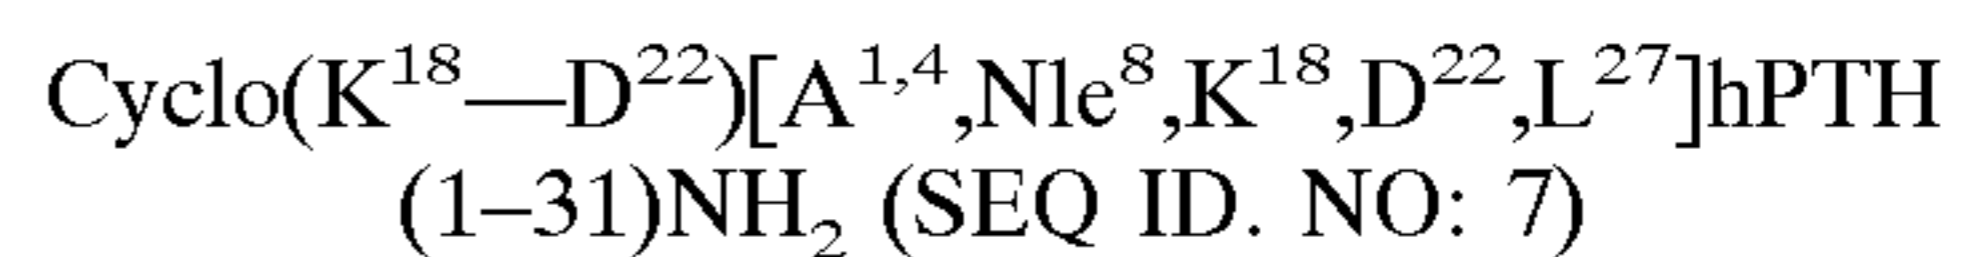 Cyclo(K¹⁸—D²²)[A¹,⁴,Nle⁸,K¹⁸,D²²,L²⁷]hPTH
(1–31)NH₂ (SEQ ID. NO: 7)